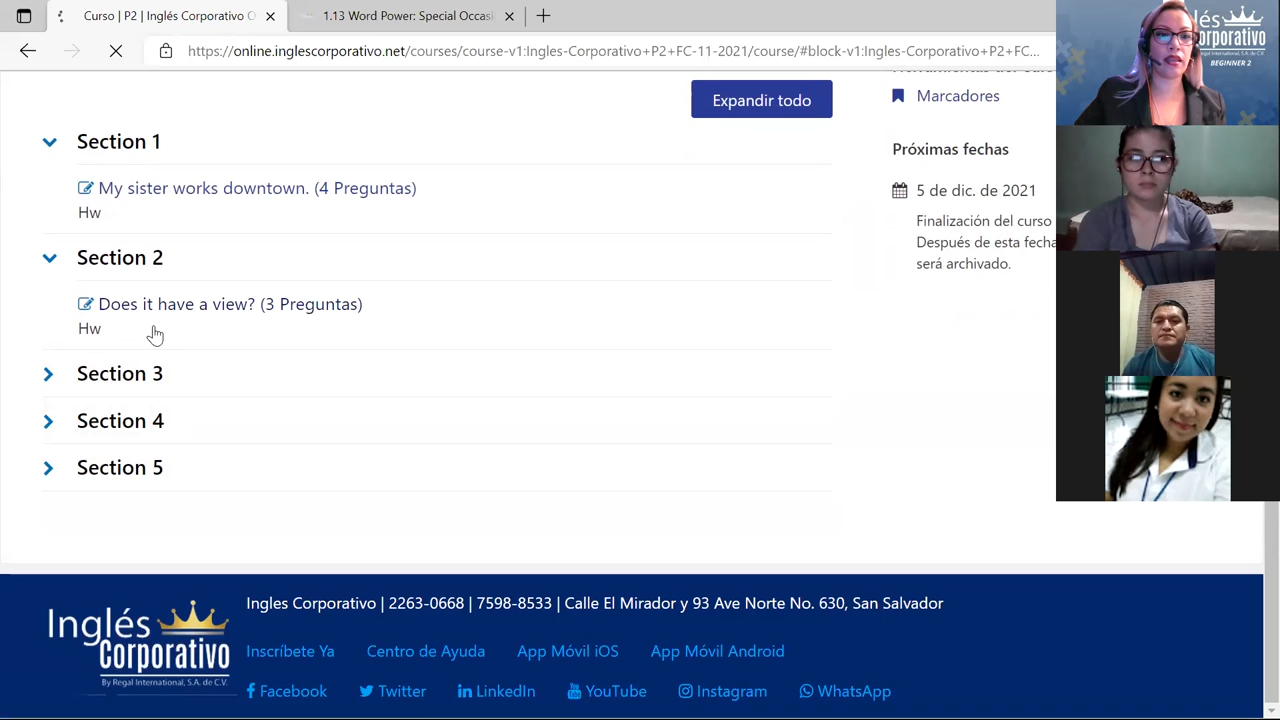 Curso | P2 | Inglés Corporativo O
1.13 Word Power: Special Occasi
https://online.inglescorporativo.net/courses/course-v1:Ingles-Corporativo+P2+FC-11-2021/course/#block-v1:Ingles-Corporativo+P2+FC...
Expandir todo
Marcadores
Section 1
My sister works downtown. (4 Preguntas)
Hw
Section 2
Does it have a view? (3 Preguntas)
Hw
Section 3
Section 4
Section 5
Próximas fechas
5 de dic. de 2021
Finalización del curso
Después de esta fecha
será archivado.
glés
Corporativo
BEGINNER 2
Inglés
Corporativo
By Regal International, S.A. de C.V.
Ingles Corporativo | 2263-0668 | 7598-8533 | Calle El Mirador y 93 Ave Norte No. 630, San Salvador
Inscríbete Ya
Centro de Ayuda
App Móvil iOS
App Móvil Android
Facebook
Twitter
LinkedIn
YouTube
Instagram
WhatsApp